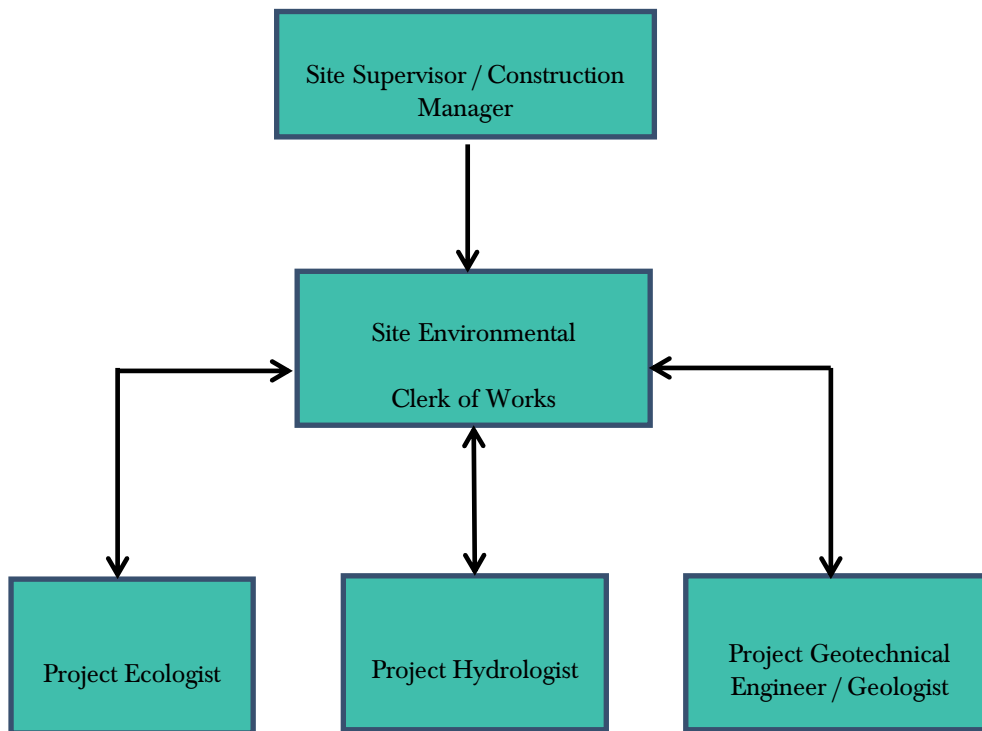 Site Supervisor / Construction
Manager
Site Environmental
Clerk of Works
Project Ecologist
Project Hydrologist
Project Geotechnical
Engineer / Geologist